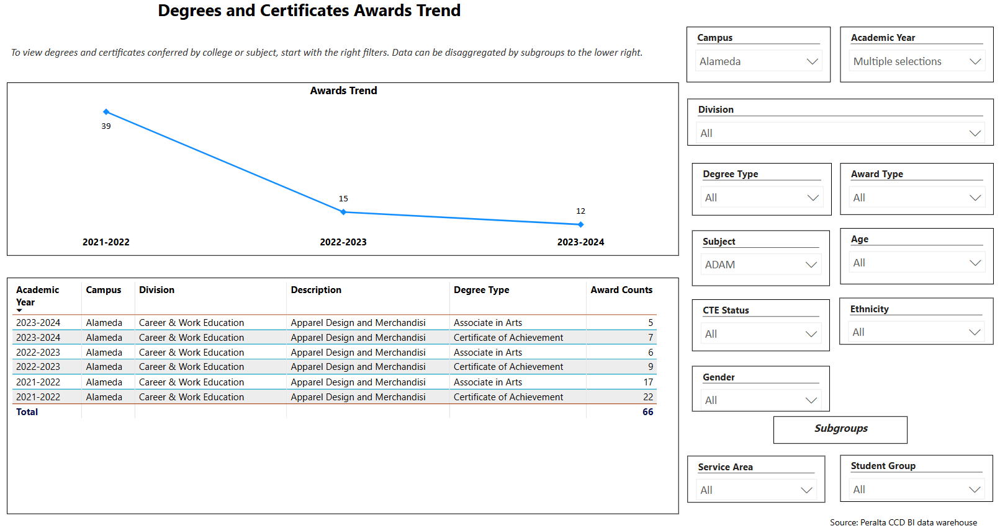 Degrees and Certificates Awards Trend
To view degrees and certificates conferred by college or subject, start with the right filters. Data can be disaggregated by subgroups to the lower right.
Awards Trend
39
15
12
2021-2022 2022-2023 2023-2024
Academic Year Campus Division Description Degree Type Award Counts
2023-2024 Alameda Career & Work Education Apparel Design and Merchandisi Associate in Arts 5
2023-2024 Alameda Career & Work Education Apparel Design and Merchandisi Certificate of Achievement 7
2022-2023 Alameda Career & Work Education Apparel Design and Merchandisi Associate in Arts 6
2022-2023 Alameda Career & Work Education Apparel Design and Merchandisi Certificate of Achievement 9
2021-2022 Alameda Career & Work Education Apparel Design and Merchandisi Associate in Arts 17
2021-2022 Alameda Career & Work Education Apparel Design and Merchandisi Certificate of Achievement 22
Total 66
Campus
Alameda
Academic Year
Multiple selections
Division
All
Degree Type
All
Award Type
All
Subject
ADAM
Age
All
CTE Status
All
Ethnicity
All
Gender
All
Subgroups
Service Area
All
Student Group
All
Source: Peralta CCD BI data warehouse